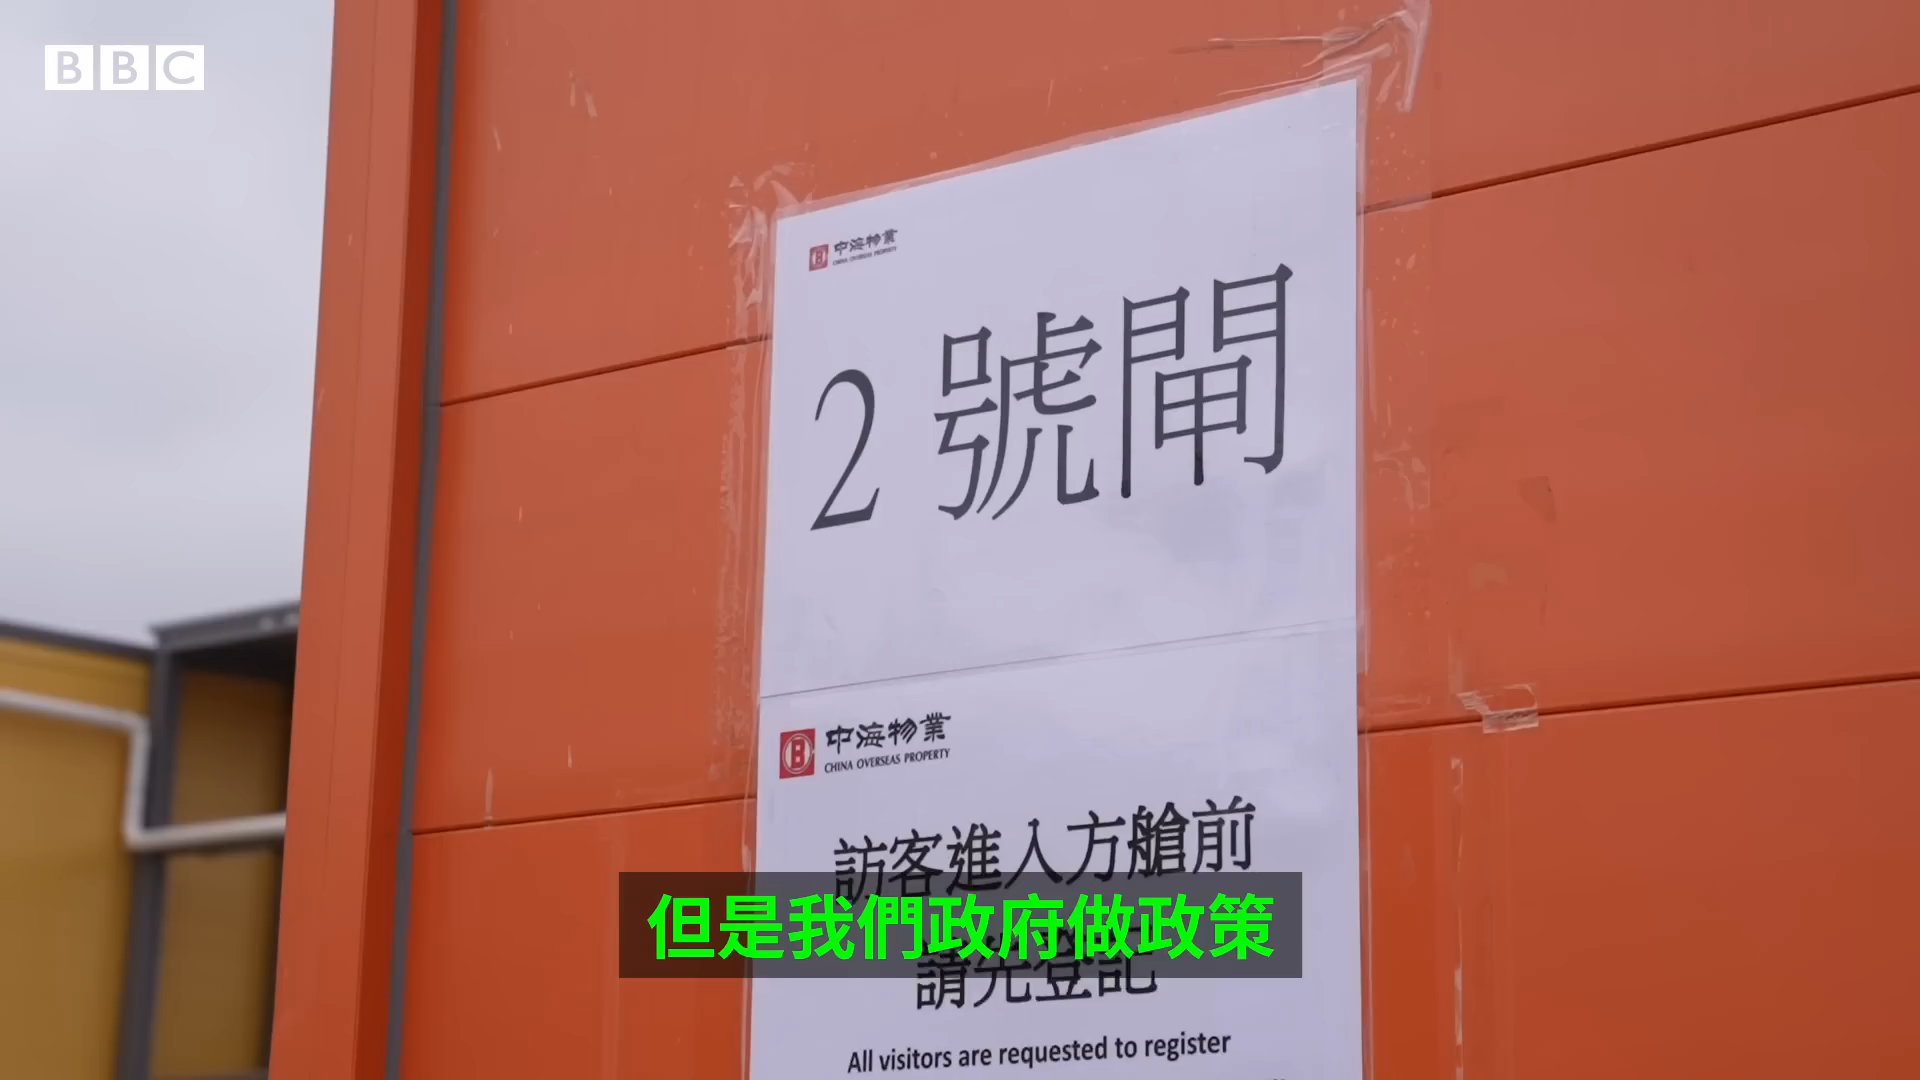 BBC
中海物業
CHINA OVERSEAS PROPERTY
2 號閘
中海物業
CHINA OVERSEAS PROPERTY
訪客進入方艙前
但是我們政府做政策
請先登記
All visitors are requested to register